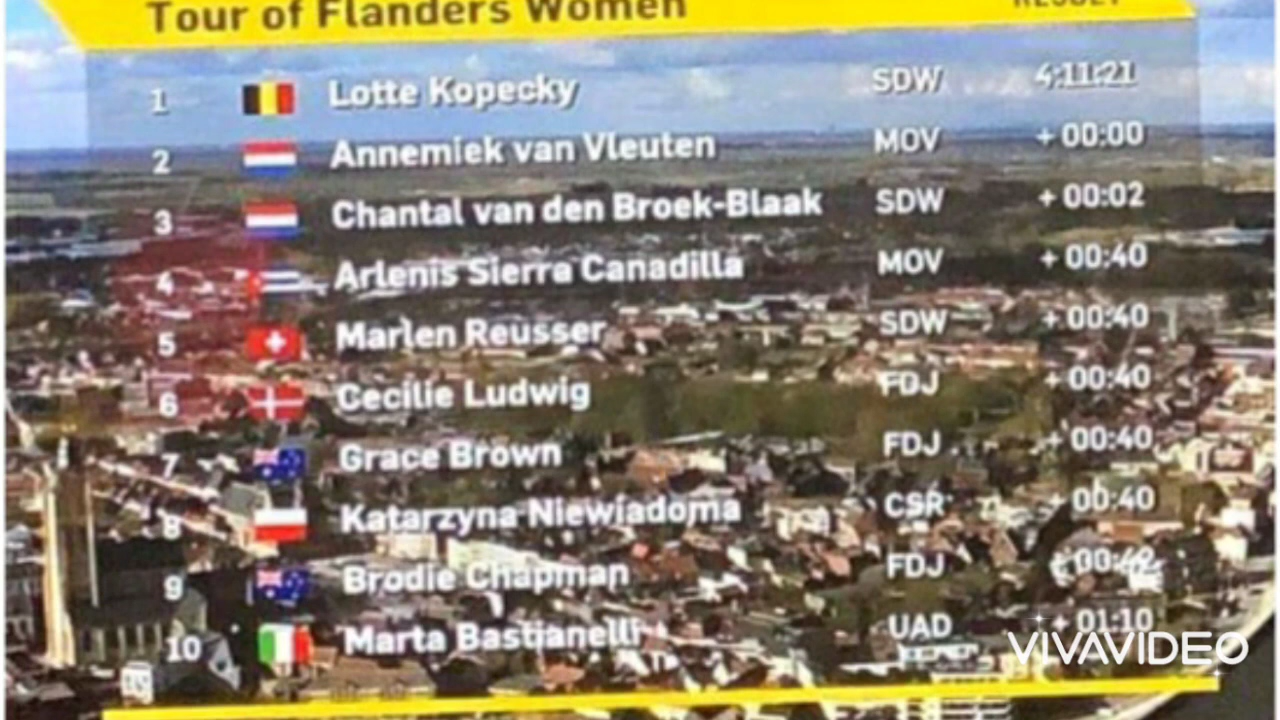 Tour of Flanders Women RESULT
1 Lotte Kopecky SDW 4:11:21
2 Annemiek van Vleuten MOV + 00:00
3 Chantal van den Broek-Blaak SDW + 00:02
4 Arlenis Sierra Canadilla MOV + 00:40
5 Marlen Reusser SDW + 00:40
6 Cecilie Ludwig FDJ + 00:40
7 Grace Brown FDJ + 00:40
8 Katarzyna Niewiadoma CSR + 00:40
9 Brodie Chapman FDJ + 00:42
10 Marta Bastianelli UAD + 01:10
VIVAVIDEO